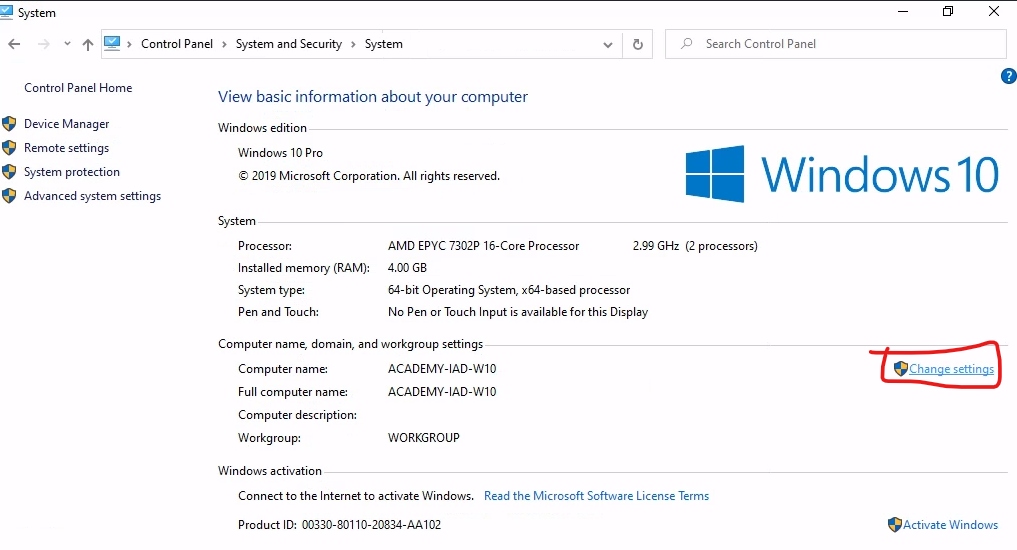 System
Control Panel > System and Security > System
Search Control Panel
?
Control Panel Home
Device Manager
Remote settings
System protection
Advanced system settings
View basic information about your computer
Windows edition
Windows 10 Pro
© 2019 Microsoft Corporation. All rights reserved.
Windows 10
System
Processor: AMD EPYC 7302P 16-Core Processor 2.99 GHz (2 processors)
Installed memory (RAM): 4.00 GB
System type: 64-bit Operating System, x64-based processor
Pen and Touch: No Pen or Touch Input is available for this Display
Computer name, domain, and workgroup settings
Computer name: ACADEMY-IAD-W10
Change settings
Full computer name: ACADEMY-IAD-W10
Computer description:
Workgroup: WORKGROUP
Windows activation
Connect to the Internet to activate Windows. Read the Microsoft Software License Terms
Product ID: 00330-80110-20834-AA102
Activate Windows